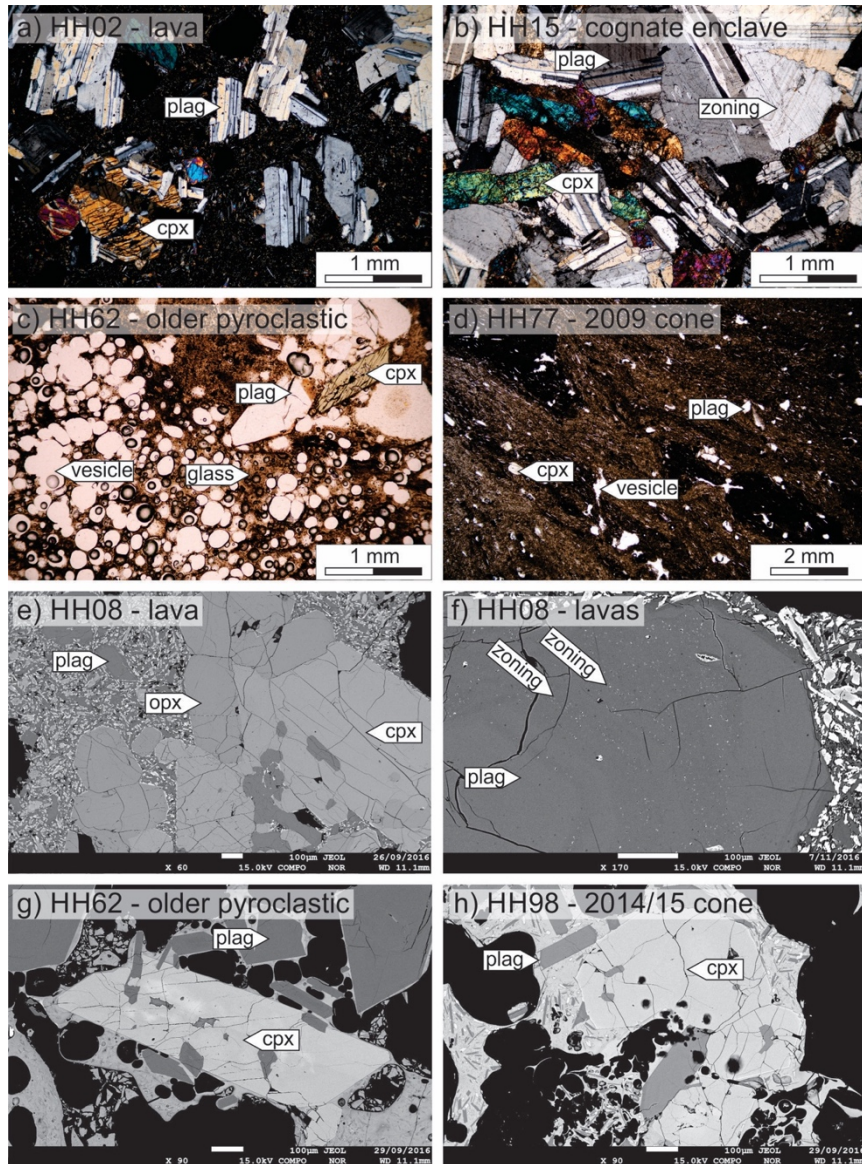 a) HH02 - lava
plag
cpx
1 mm
b) HH15 - cognate enclave
plag
zoning
cpx
1 mm
c) HH62 - older pyroclastic
cpx
plag
vesicle
glass
1 mm
d) HH77 - 2009 cone
plag
cpx
vesicle
2 mm
e) HH08 - lava
plag
opx
cpx
100µm JEOL 26/09/2016
X 60 15.0kV COMPO NOR WD 11.1mm
f) HH08 - lavas
zoning
zoning
plag
100µm JEOL 7/11/2016
X 170 15.0kV COMPO NOR WD 11.1mm
g) HH62 - older pyroclastic
plag
cpx
100µm JEOL 29/09/2016
X 90 15.0kV COMPO NOR WD 11.1mm
h) HH98 - 2014/15 cone
plag
cpx
100µm JEOL 29/09/2016
X 90 15.0kV COMPO NOR WD 11.1mm